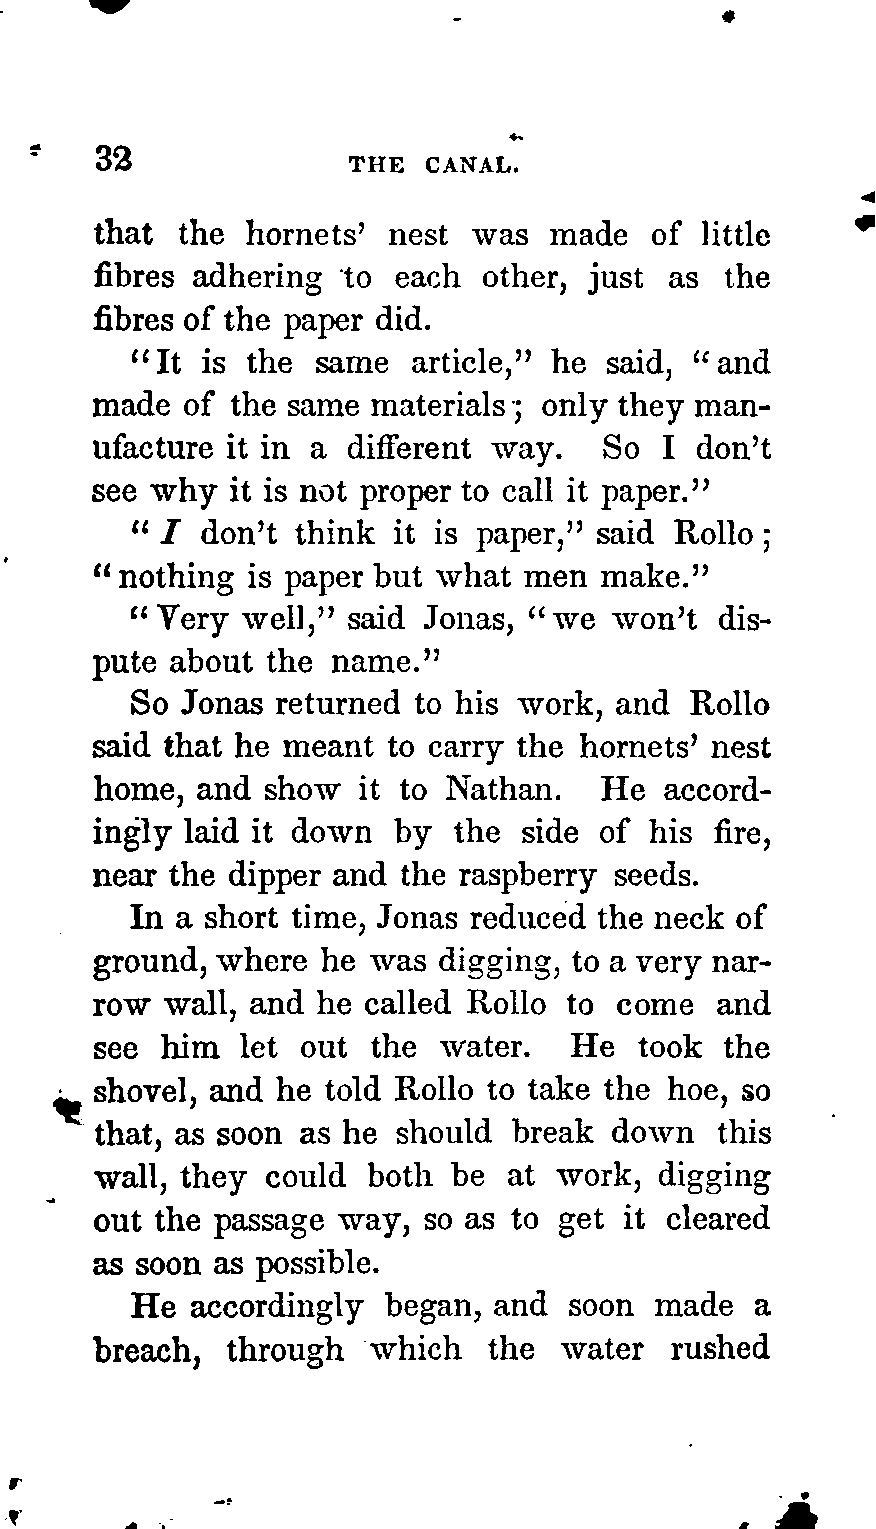 32 THE CANAL.
that the hornets' nest was made of little
fibres adhering to each other, just as the
fibres of the paper did.
"It is the same article," he said, "and
made of the same materials; only they man-
ufacture it in a different way. So I don't
see why it is not proper to call it paper."
"I don't think it is paper," said Rollo;
"nothing is paper but what men make."
"Very well," said Jonas, "we won't dis-
pute about the name."
So Jonas returned to his work, and Rollo
said that he meant to carry the hornets' nest
home, and show it to Nathan. He accord-
ingly laid it down by the side of his fire,
near the dipper and the raspberry seeds.
In a short time, Jonas reduced the neck of
ground, where he was digging, to a very nar-
row wall, and he called Rollo to come and
see him let out the water. He took the
shovel, and he told Rollo to take the hoe, so
that, as soon as he should break down this
wall, they could both be at work, digging
out the passage way, so as to get it cleared
as soon as possible.
He accordingly began, and soon made a
breach, through which the water rushed